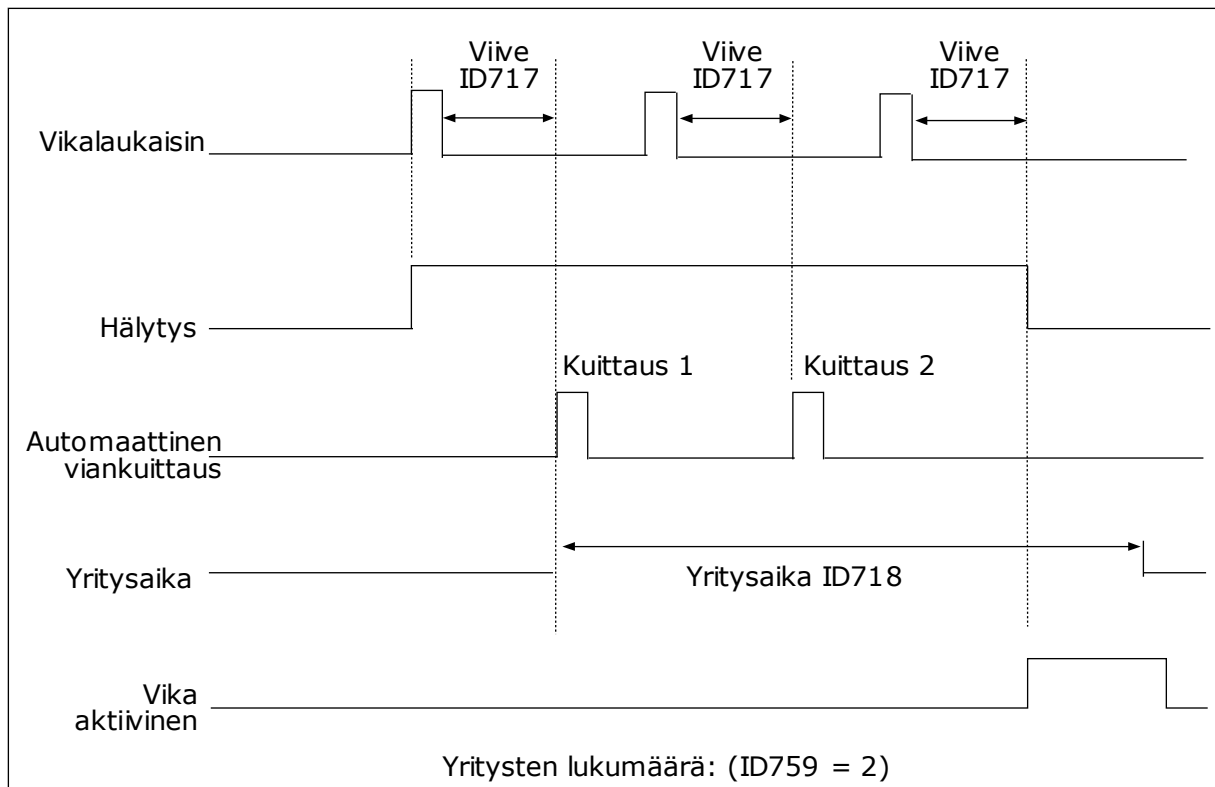 Viive
ID717
Viive
ID717
Viive
ID717
Vikalaukaisin
Hälytys
Kuittaus 1
Kuittaus 2
Automaattinen
viankuittaus
Yritysaika
Yritysaika ID718
Vika
aktiivinen
Yritysten lukumäärä: (ID759 = 2)